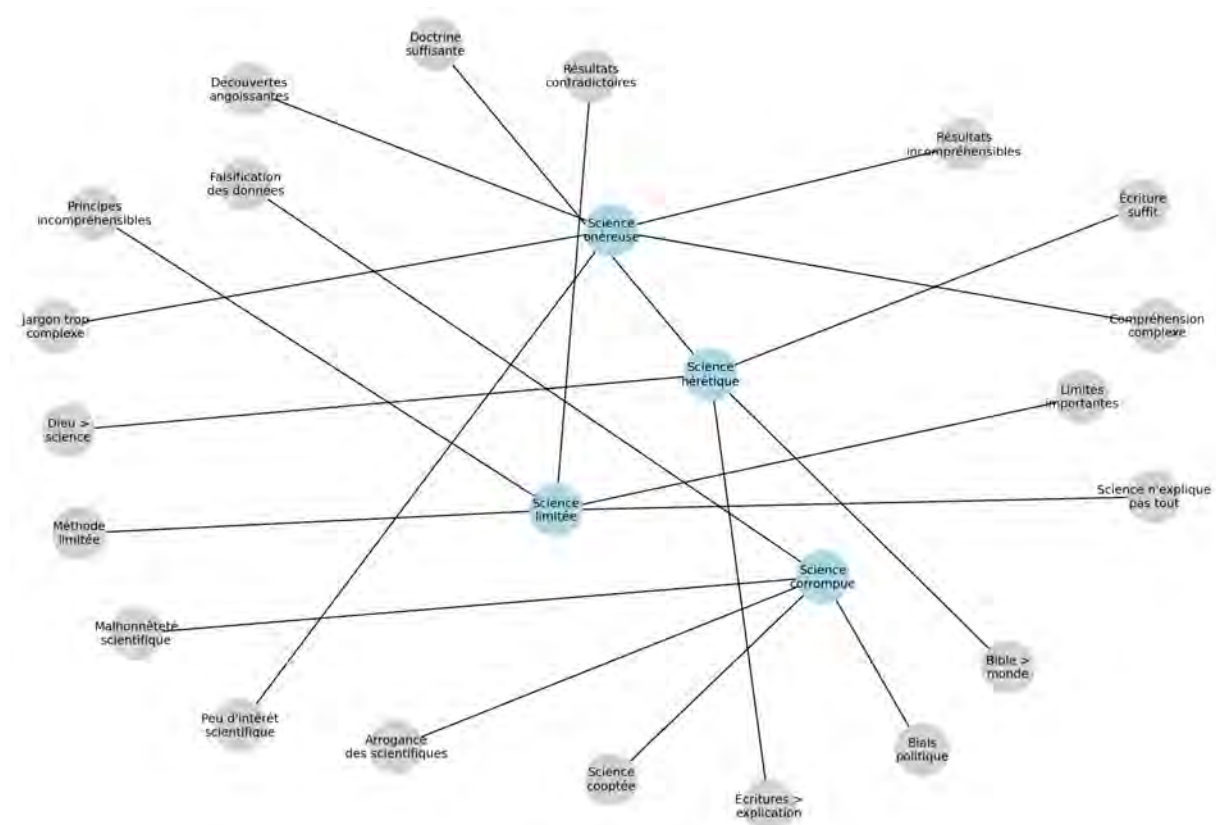 Doctrine
suffisante
Résultats
contradictoires
Découvertes
angoissantes
Résultats
incompréhensibles
Falsification
des données
Écriture
suffit.
Principes
incompréhensibles
Science
onéreuse
Jargon trop
complexe
Compréhension
complexe
Science
hérétique
Limites
importantes
Dieu >
science
Science n'explique
pas tout
Science
limitée
Méthode
limitée
Science
corrompue
Malhonnêteté
scientifique
Bible >
monde
Peu d'intérêt
scientifique
Arrogance
des scientifiques
Biais
politique
Science
cooptée
Écritures >
explication